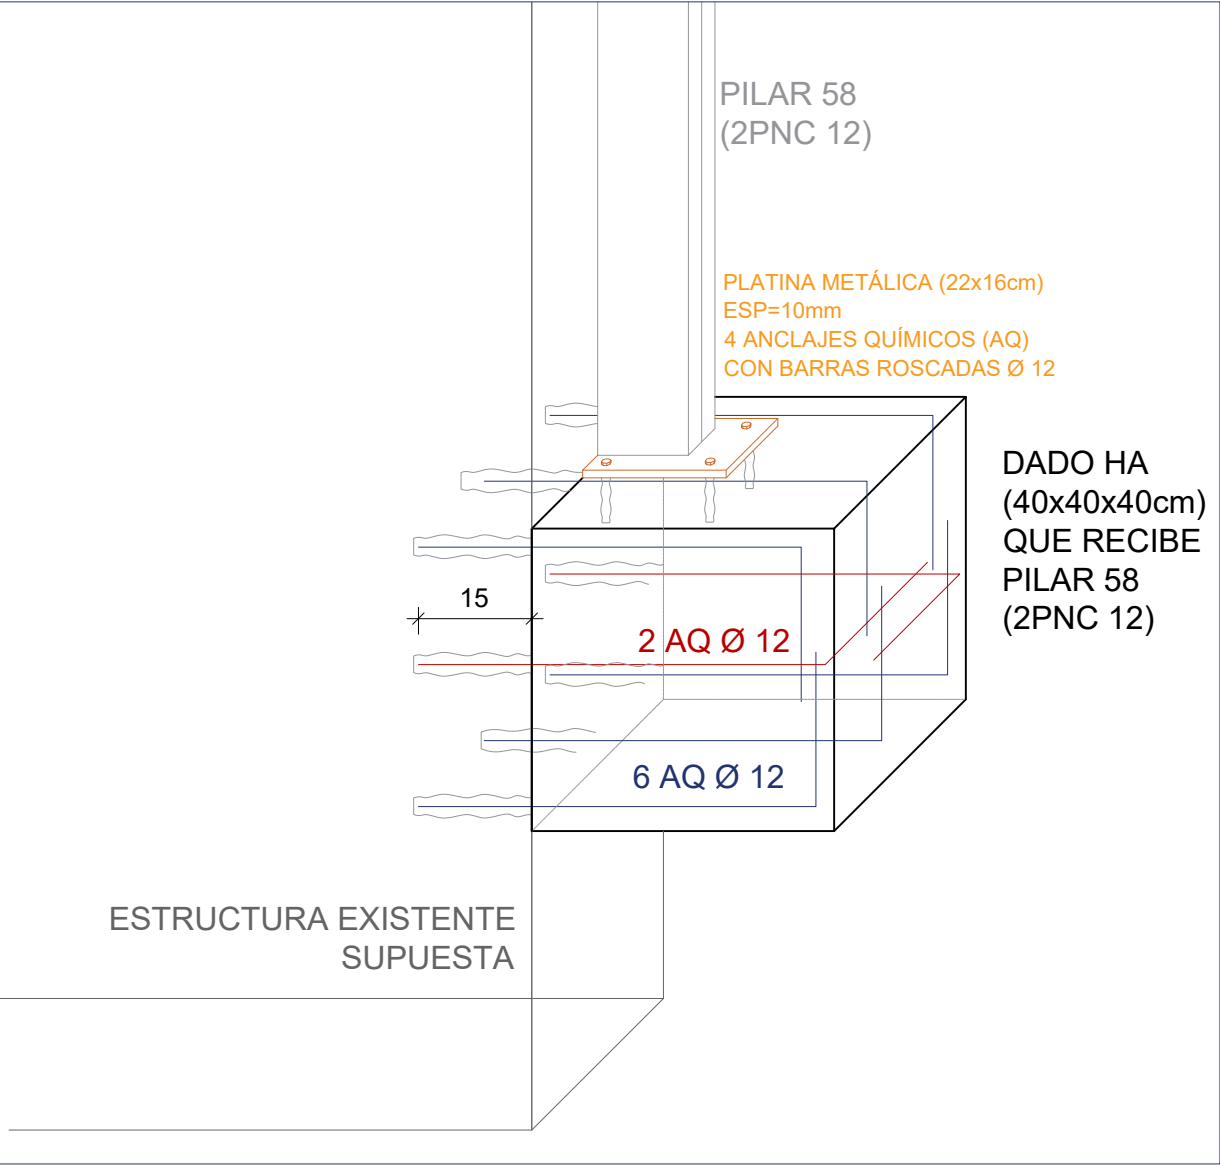 PILAR 58
(2PNC 12)
PLATINA METÁLICA (22x16cm)
ESP=10mm
4 ANCLAJES QUÍMICOS (AQ)
CON BARRAS ROSCADAS Ø 12
DADO HA
(40x40x40cm)
QUE RECIBE
PILAR 58
(2PNC 12)
15
2 AQ Ø 12
6 AQ Ø 12
ESTRUCTURA EXISTENTE
SUPUESTA